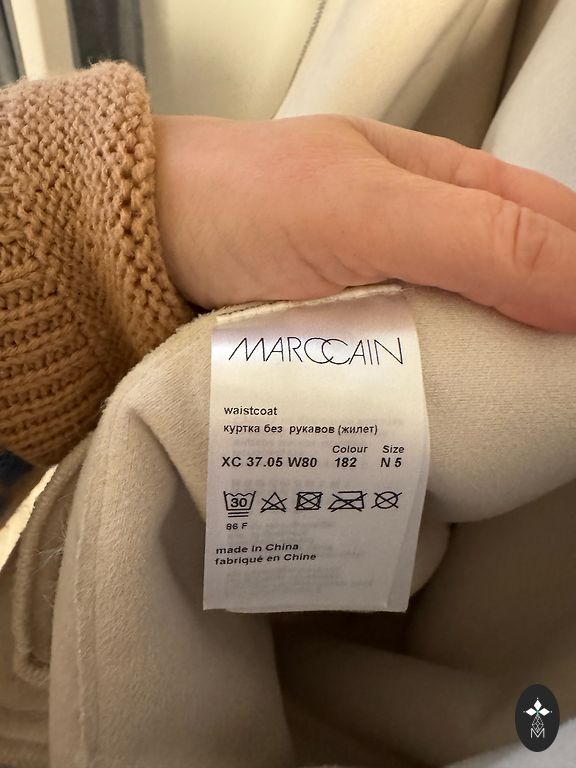 MARCCAIN
waistcoat
куртка без рукавов (жилет)
Colour Size
XC 37.05 W80 182 N 5
30
86 F
made in China
fabriqué en Chine
M